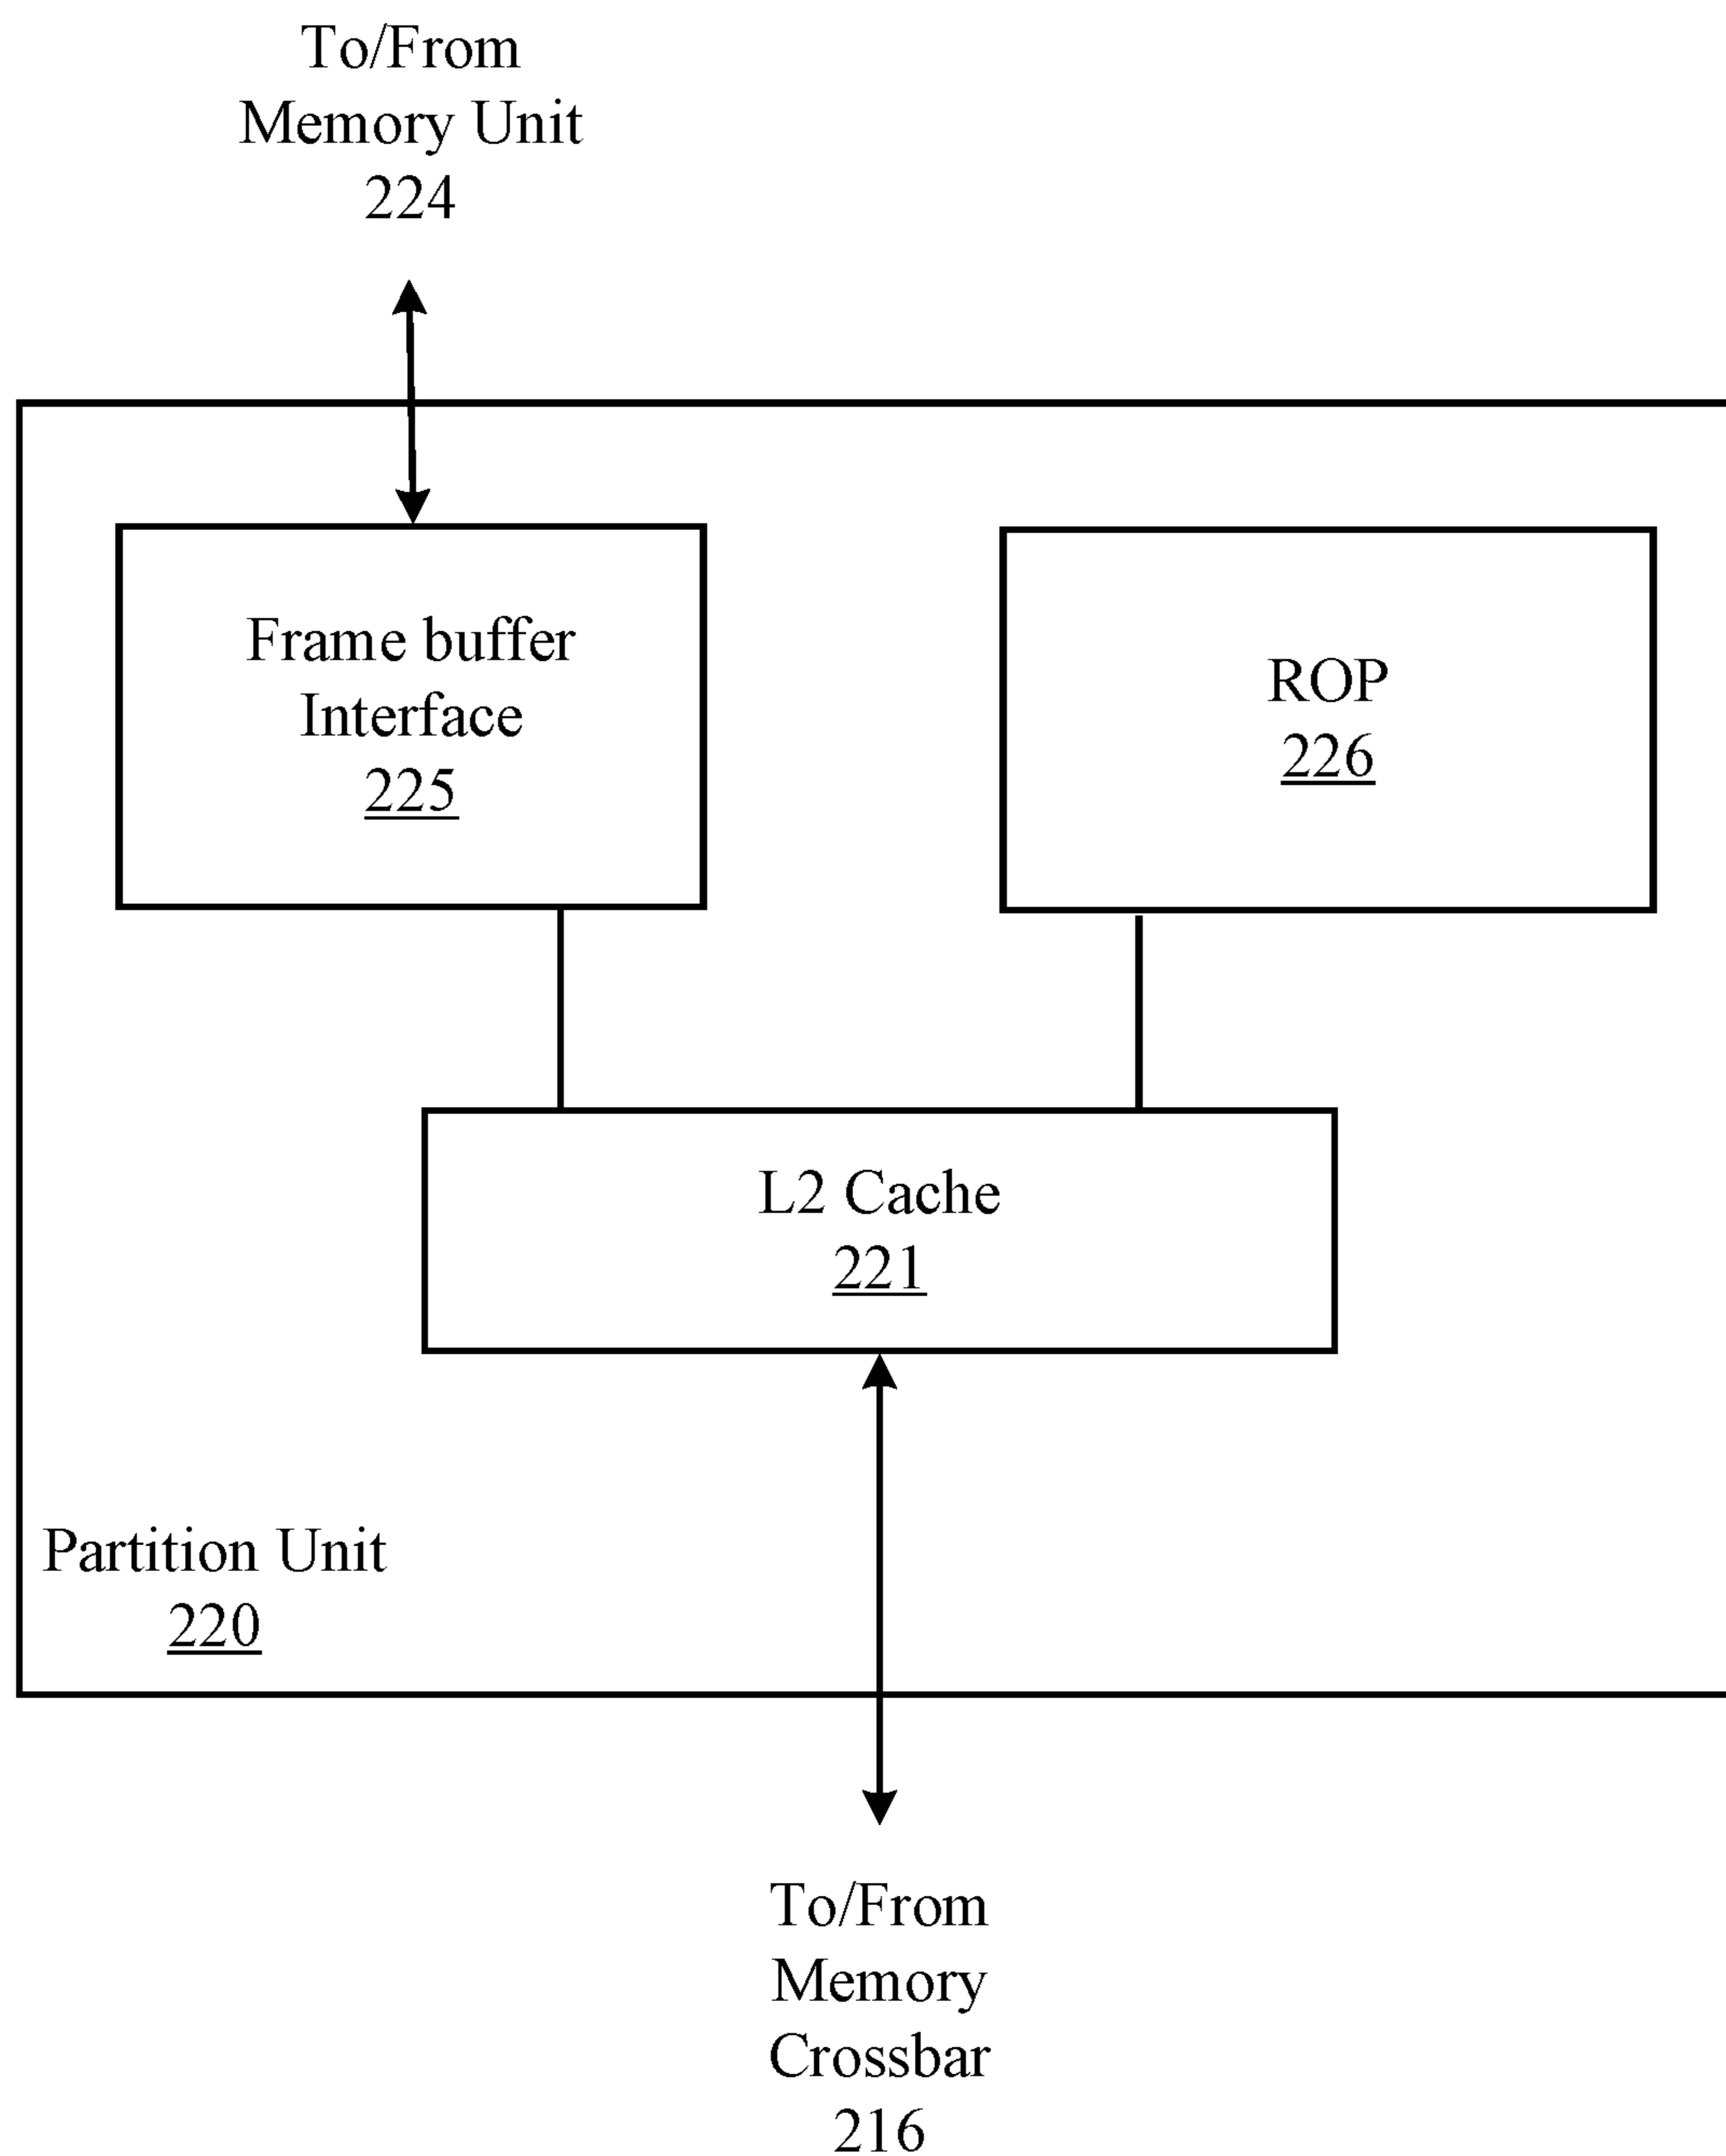 To/From
Memory Unit
224
Frame buffer
Interface
225
ROP
226
L2 Cache
221
Partition Unit
220
To/From
Memory
Crossbar
216